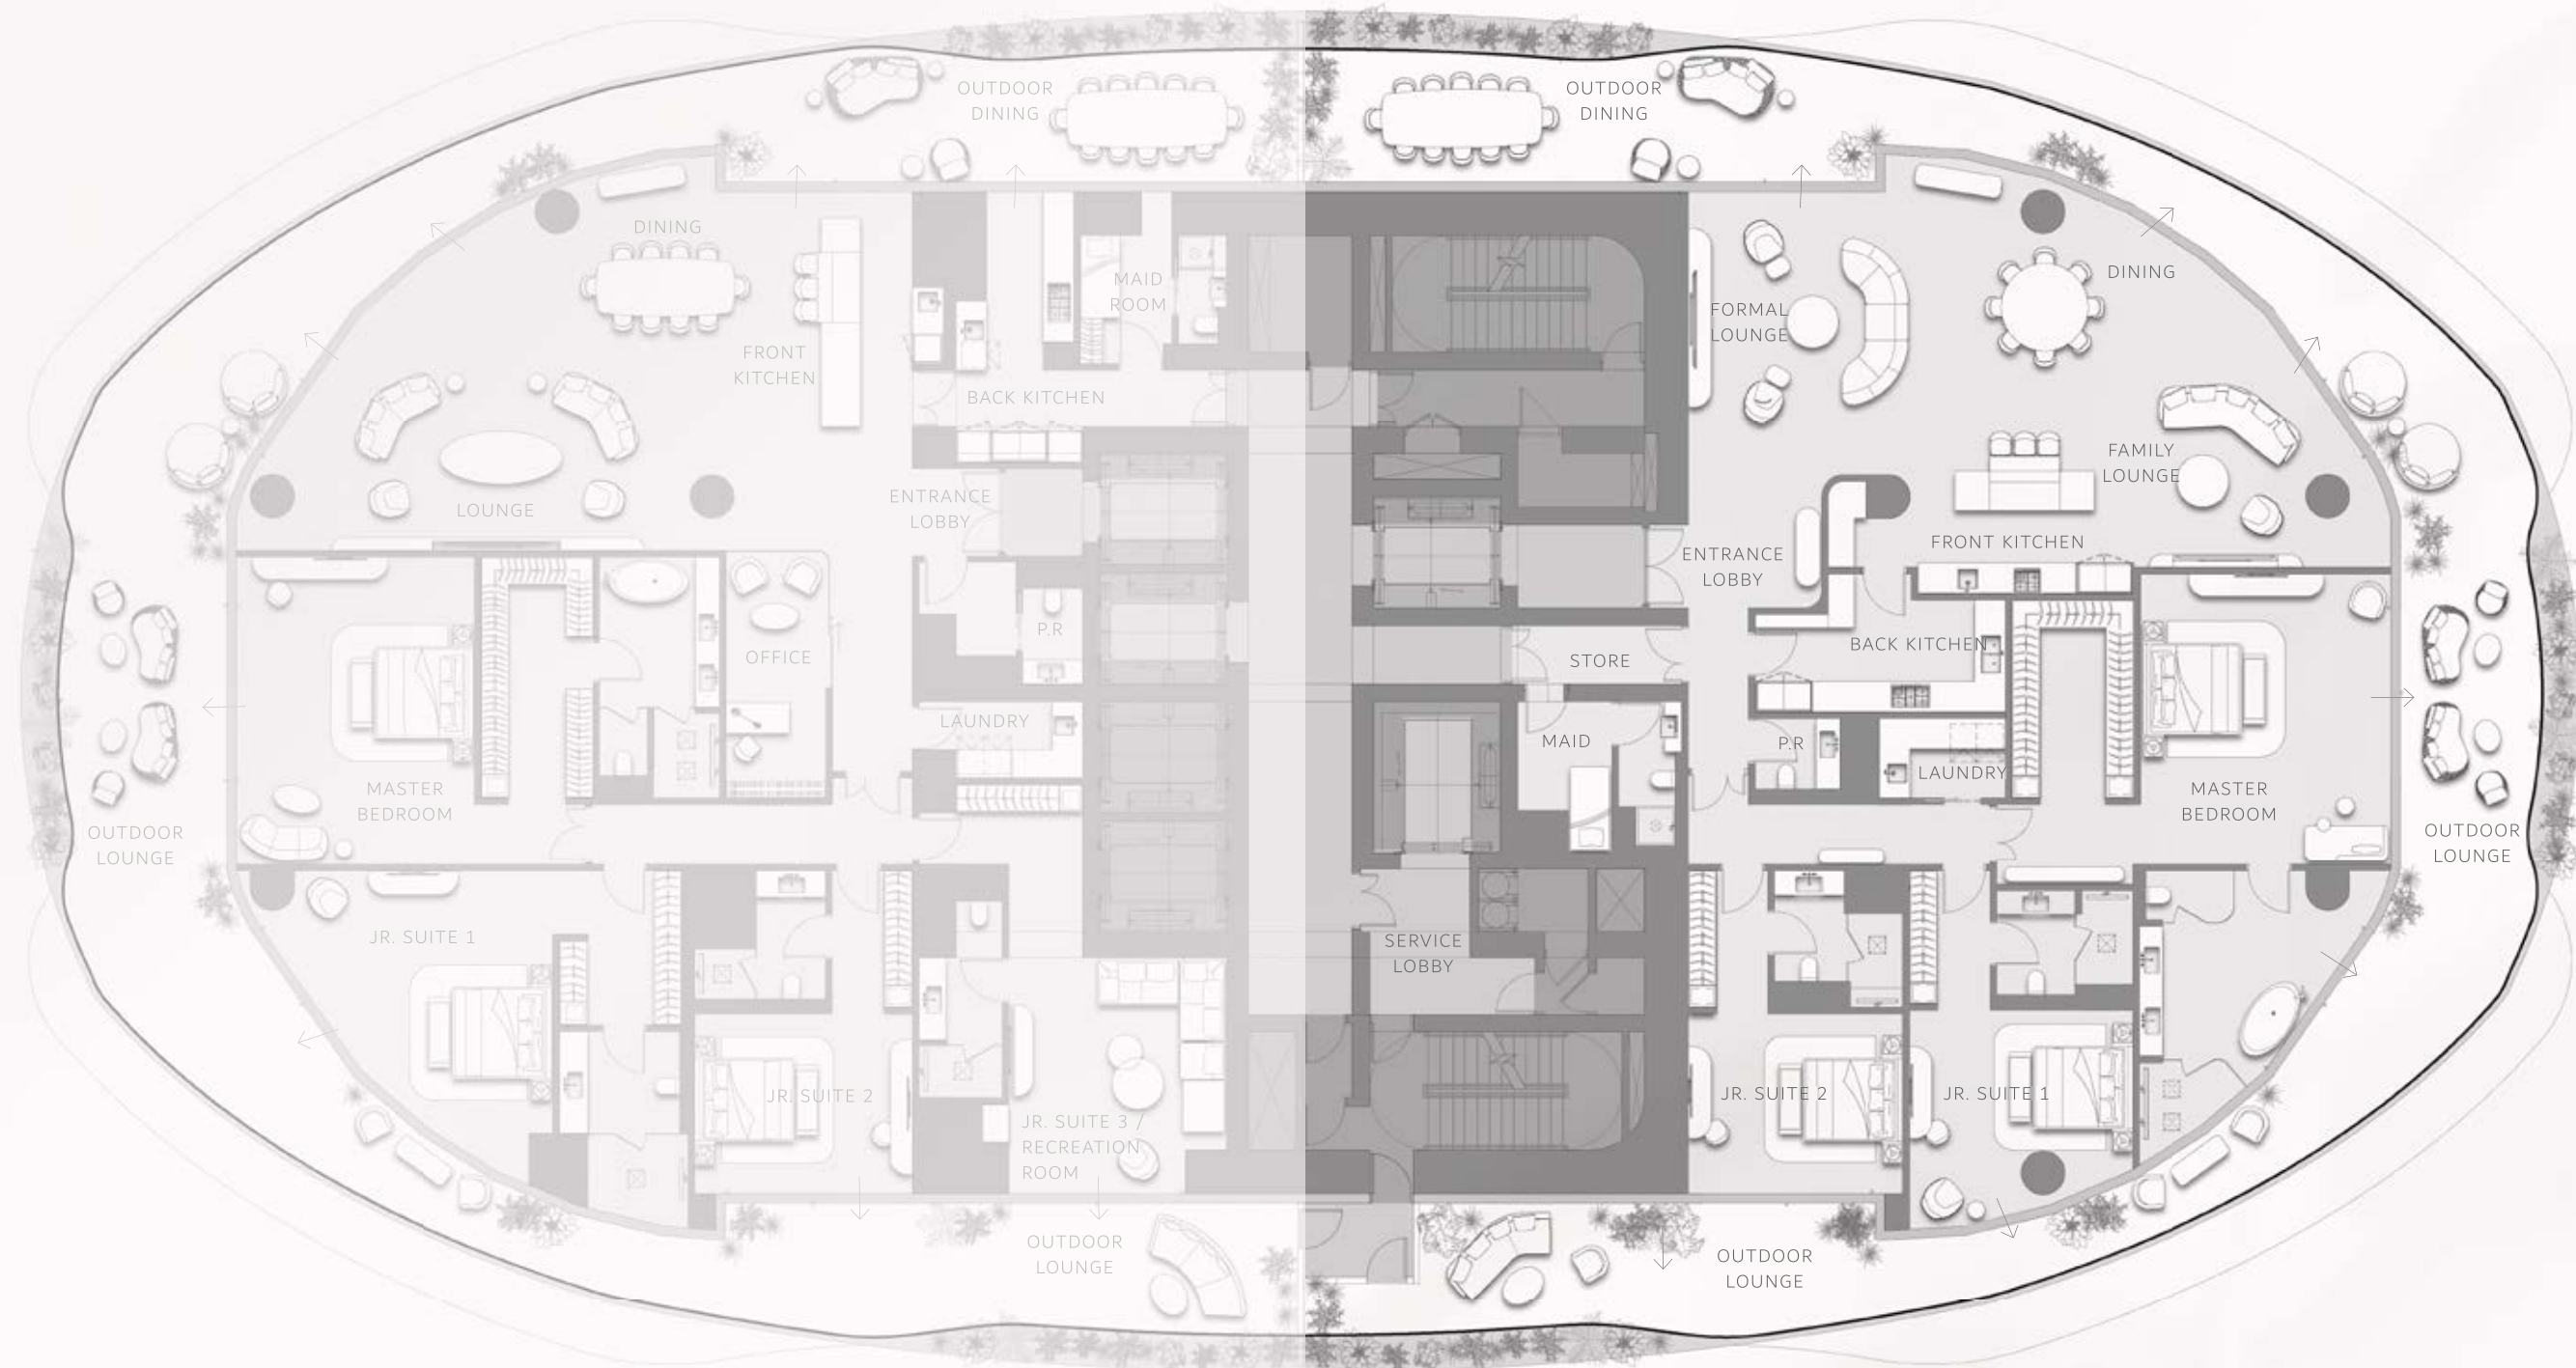 OUTDOOR
DINING
OUTDOOR
DINING
DINING
MAID
ROOM
FRONT
KITCHEN
BACK KITCHEN
LOUNGE
ENTRANCE
LOBBY
P.R
OFFICE
LAUNDRY
MASTER
BEDROOM
OUTDOOR
LOUNGE
JR. SUITE 1
JR. SUITE 2
JR. SUITE 3 /
RECREATION
ROOM
OUTDOOR
LOUNGE
FORMAL
LOUNGE
DINING
FAMILY
LOUNGE
FRONT KITCHEN
ENTRANCE
LOBBY
BACK KITCHEN
STORE
MAID
P.R
LAUNDRY
MASTER
BEDROOM
OUTDOOR
LOUNGE
SERVICE
LOBBY
JR. SUITE 2
JR. SUITE 1
OUTDOOR
LOUNGE